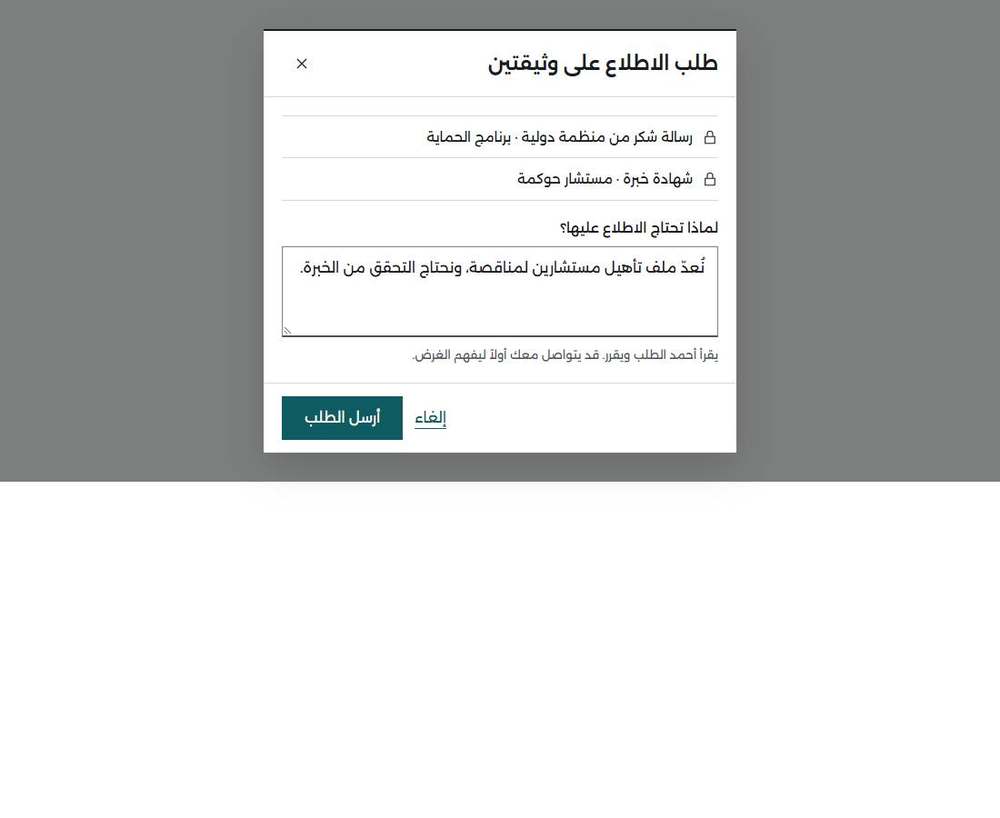 طلب الاطلاع على وثيقتين
رسالة شكر من منظمة دولية · برنامج الحماية
شهادة خبرة · مستشار حوكمة
لماذا تحتاج الاطلاع عليها؟
نُعدّ ملف تأهيل مستشارين لمناقصة، ونحتاج التحقق من الخبرة.
يقرأ أحمد الطلب ويقرر. قد يتواصل معك أولاً ليفهم الغرض.
إلغاء
أرسل الطلب